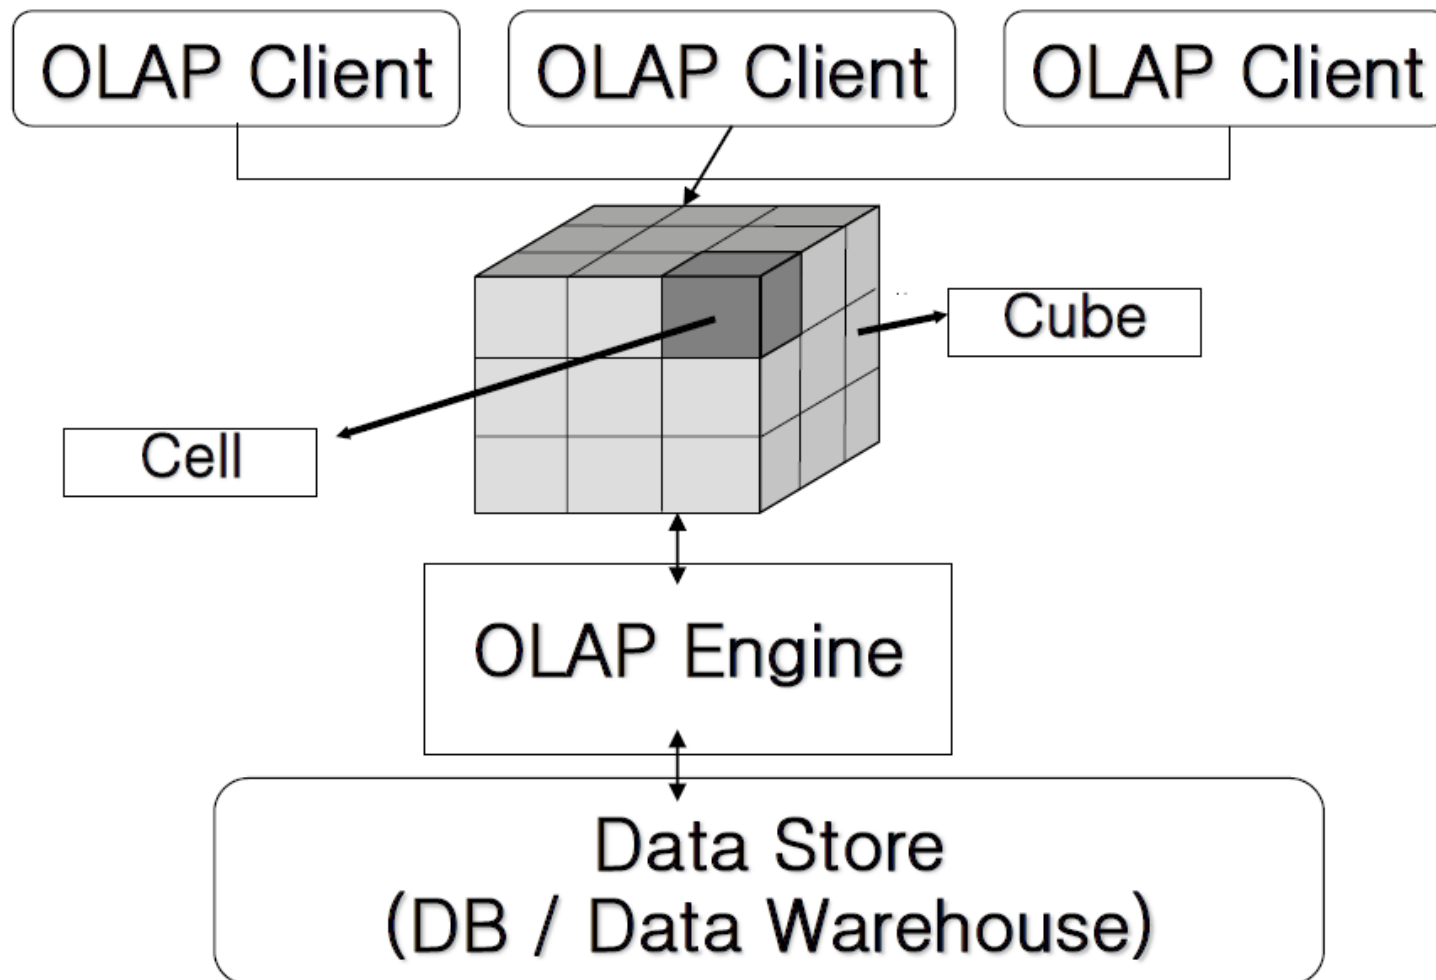 OLAP Client
OLAP Client
OLAP Client
Cube
Cell
OLAP Engine
Data Store
(DB / Data Warehouse)